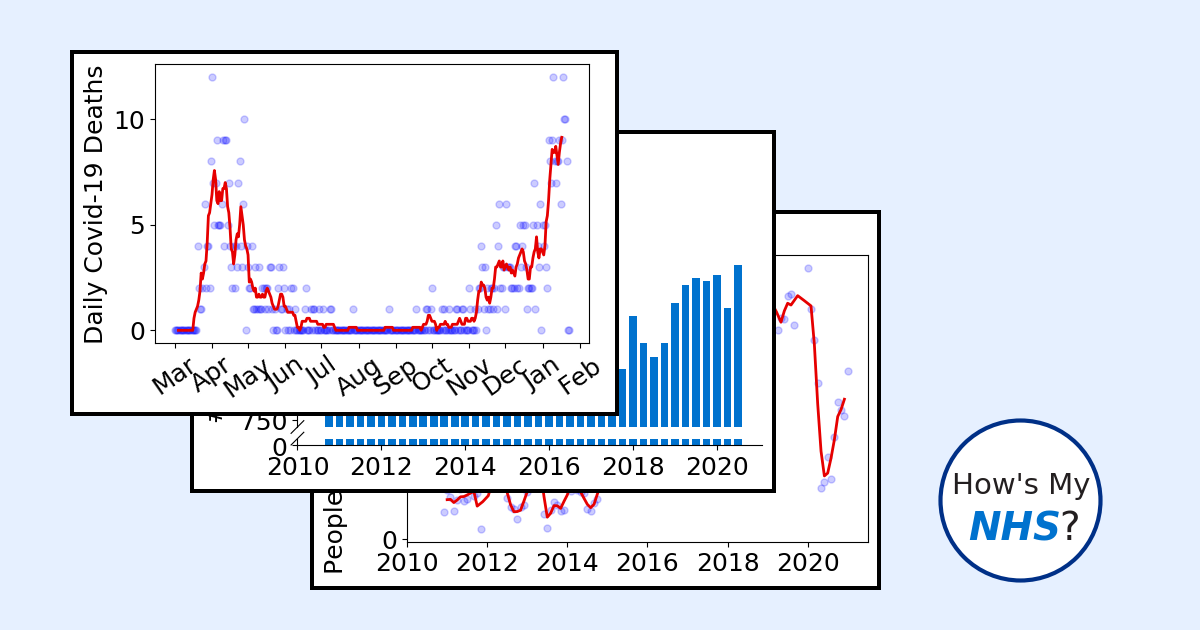 Daily Covid-19 Deaths
10
5
0
Mar Apr May Jun Jul Aug Sep Oct Nov Dec Jan Feb
750
0
2010 2012 2014 2016 2018 2020
People
0
2010 2012 2014 2016 2018 2020
How's My
NHS?